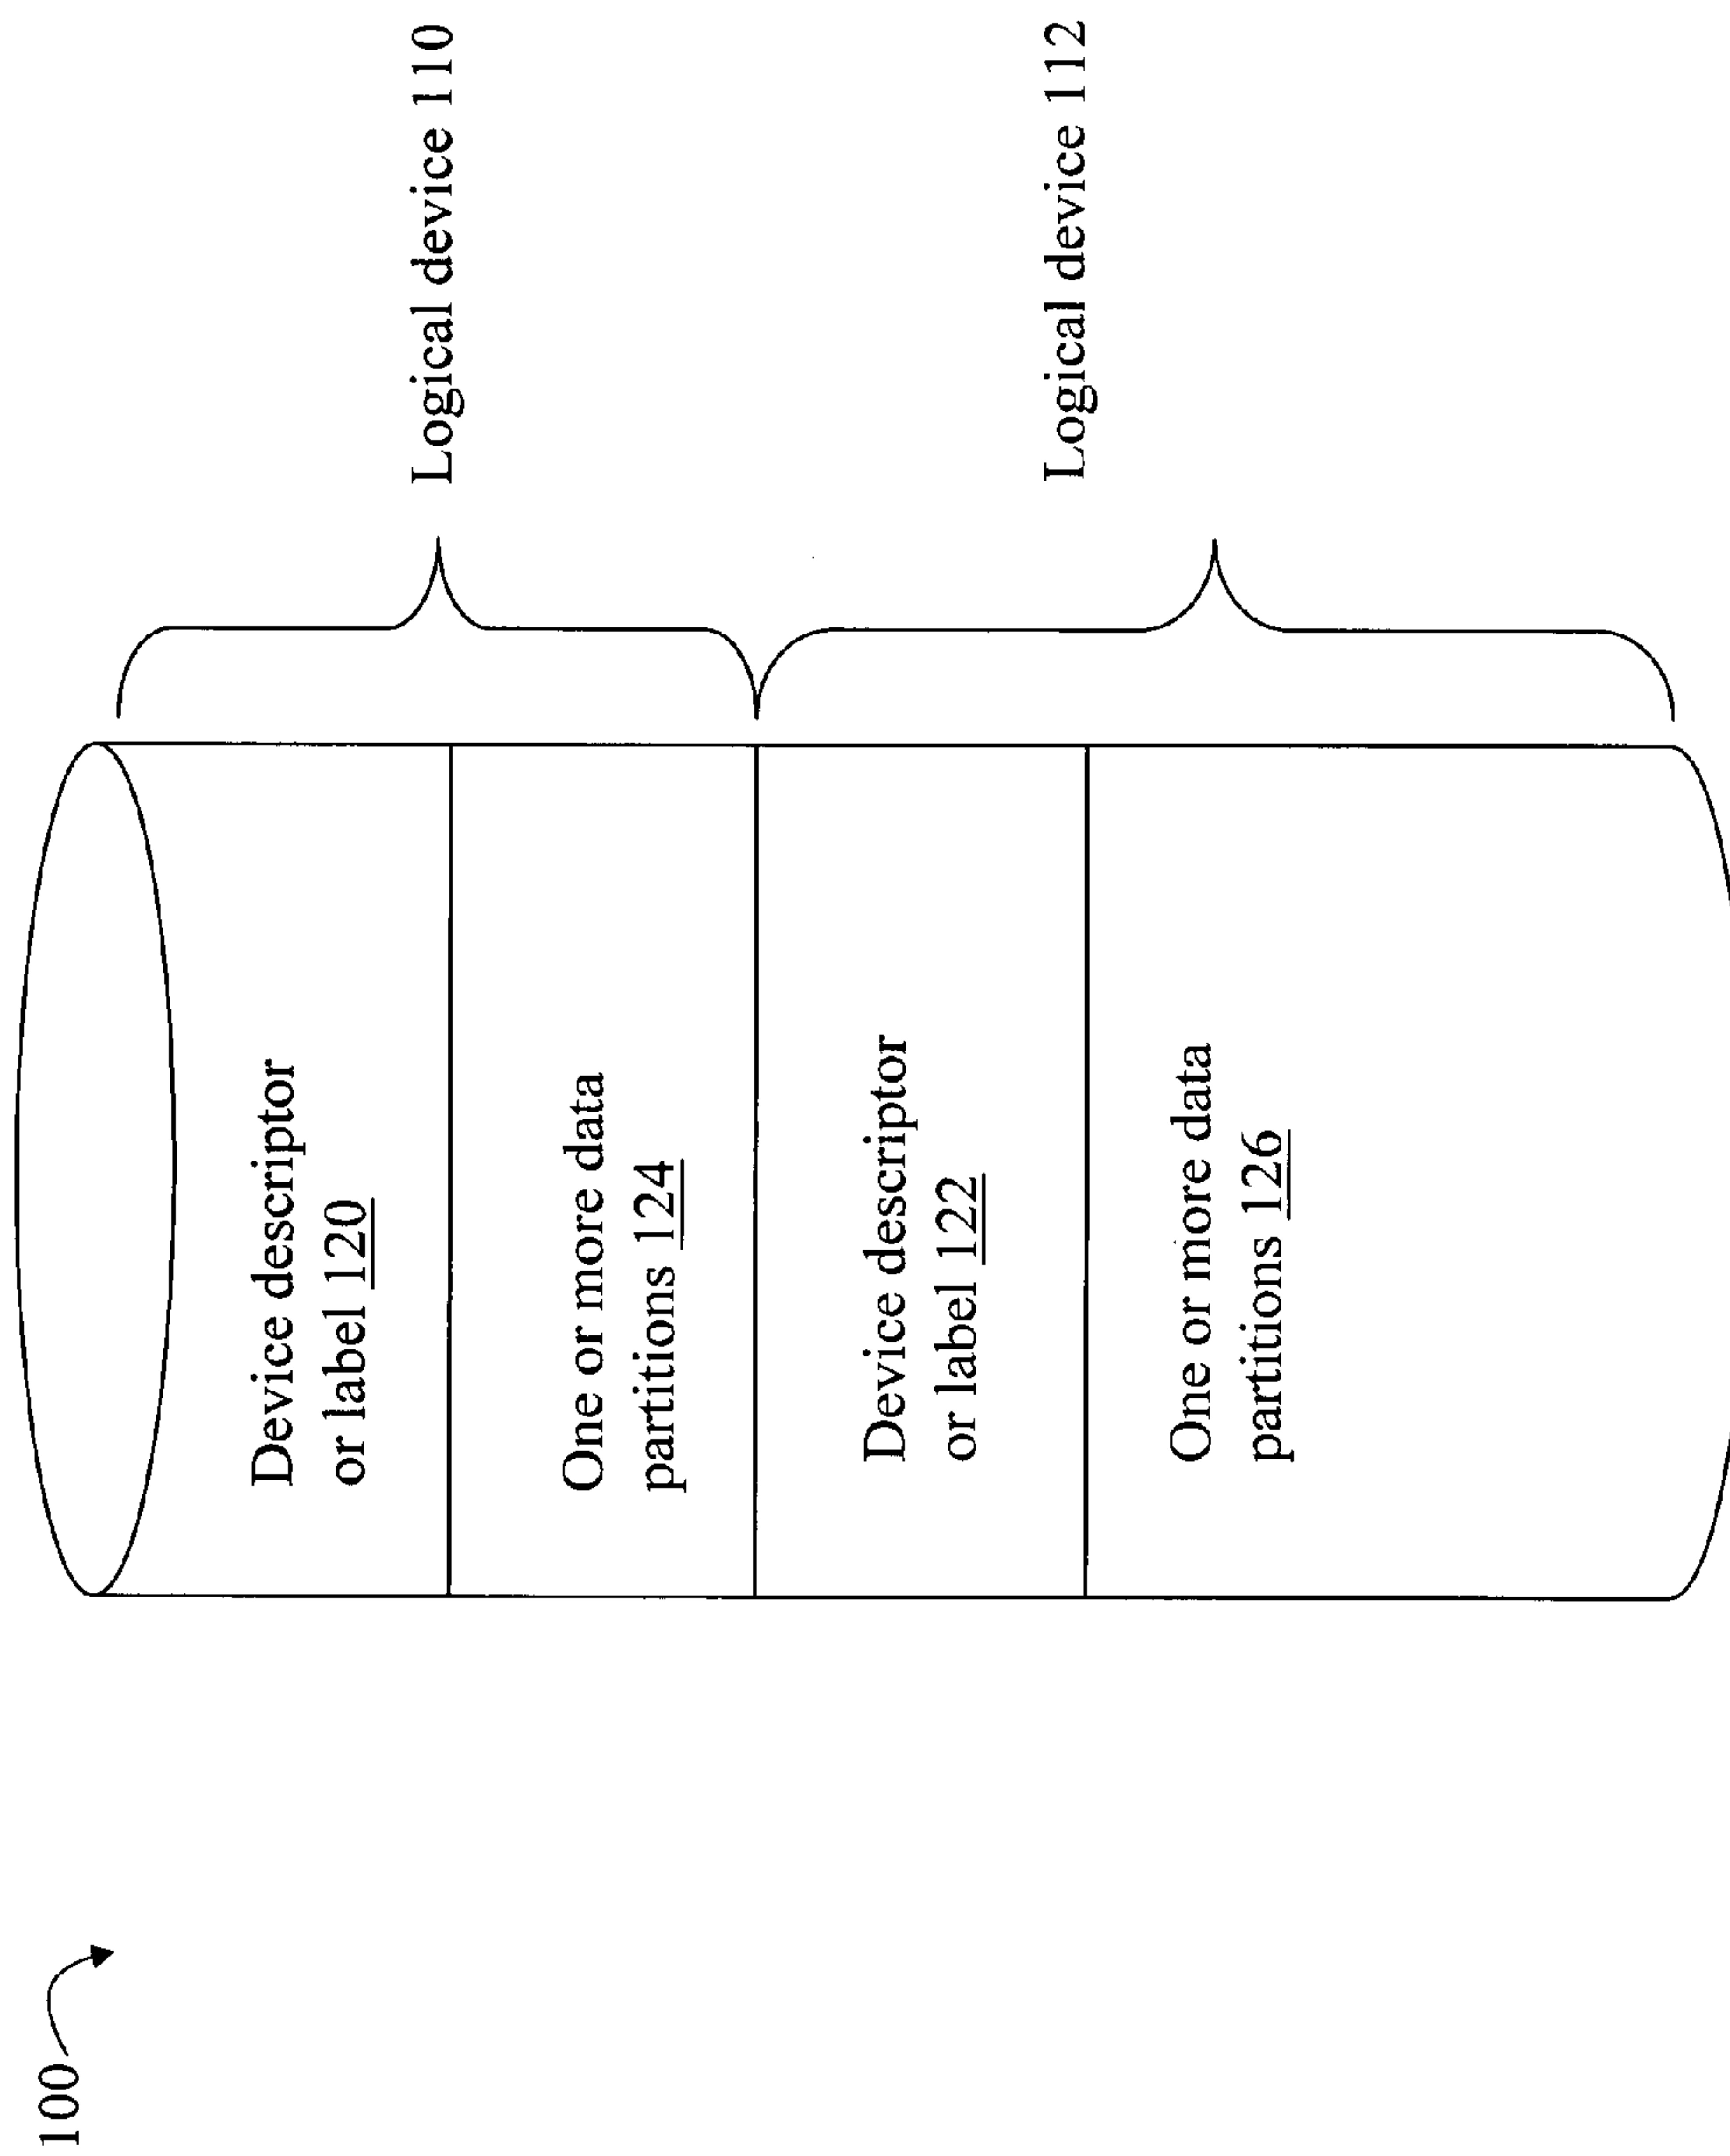 100
Device descriptor
or label 120
One or more data
partitions 124
Device descriptor
or label 122
One or more data
partitions 126
Logical device 110
Logical device 112